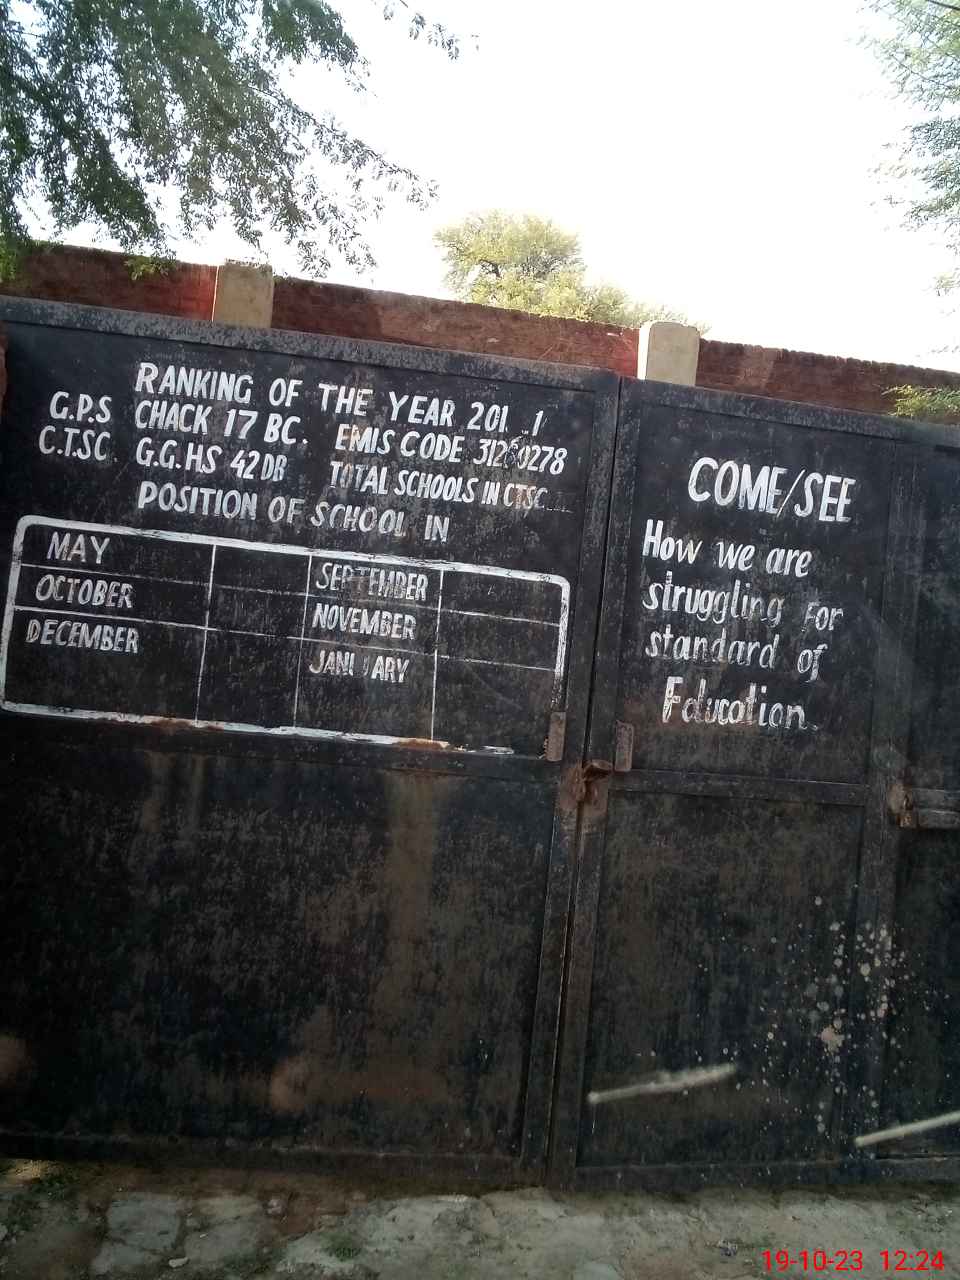 RANKING OF THE YEAR 201
G.P.S CHACK 17 BC. EMIS CODE
C.T.SC. G.G.H.S 42 DB TOTAL SCHOOLS IN CTSC
POSITION OF SCHOOL IN
MAY SEPTEMBER
OCTOBER NOVEMBER
DECEMBER JANUARY
COME/SEE
How we are
struggling For
standard of
Education.
19-10-23 12:24